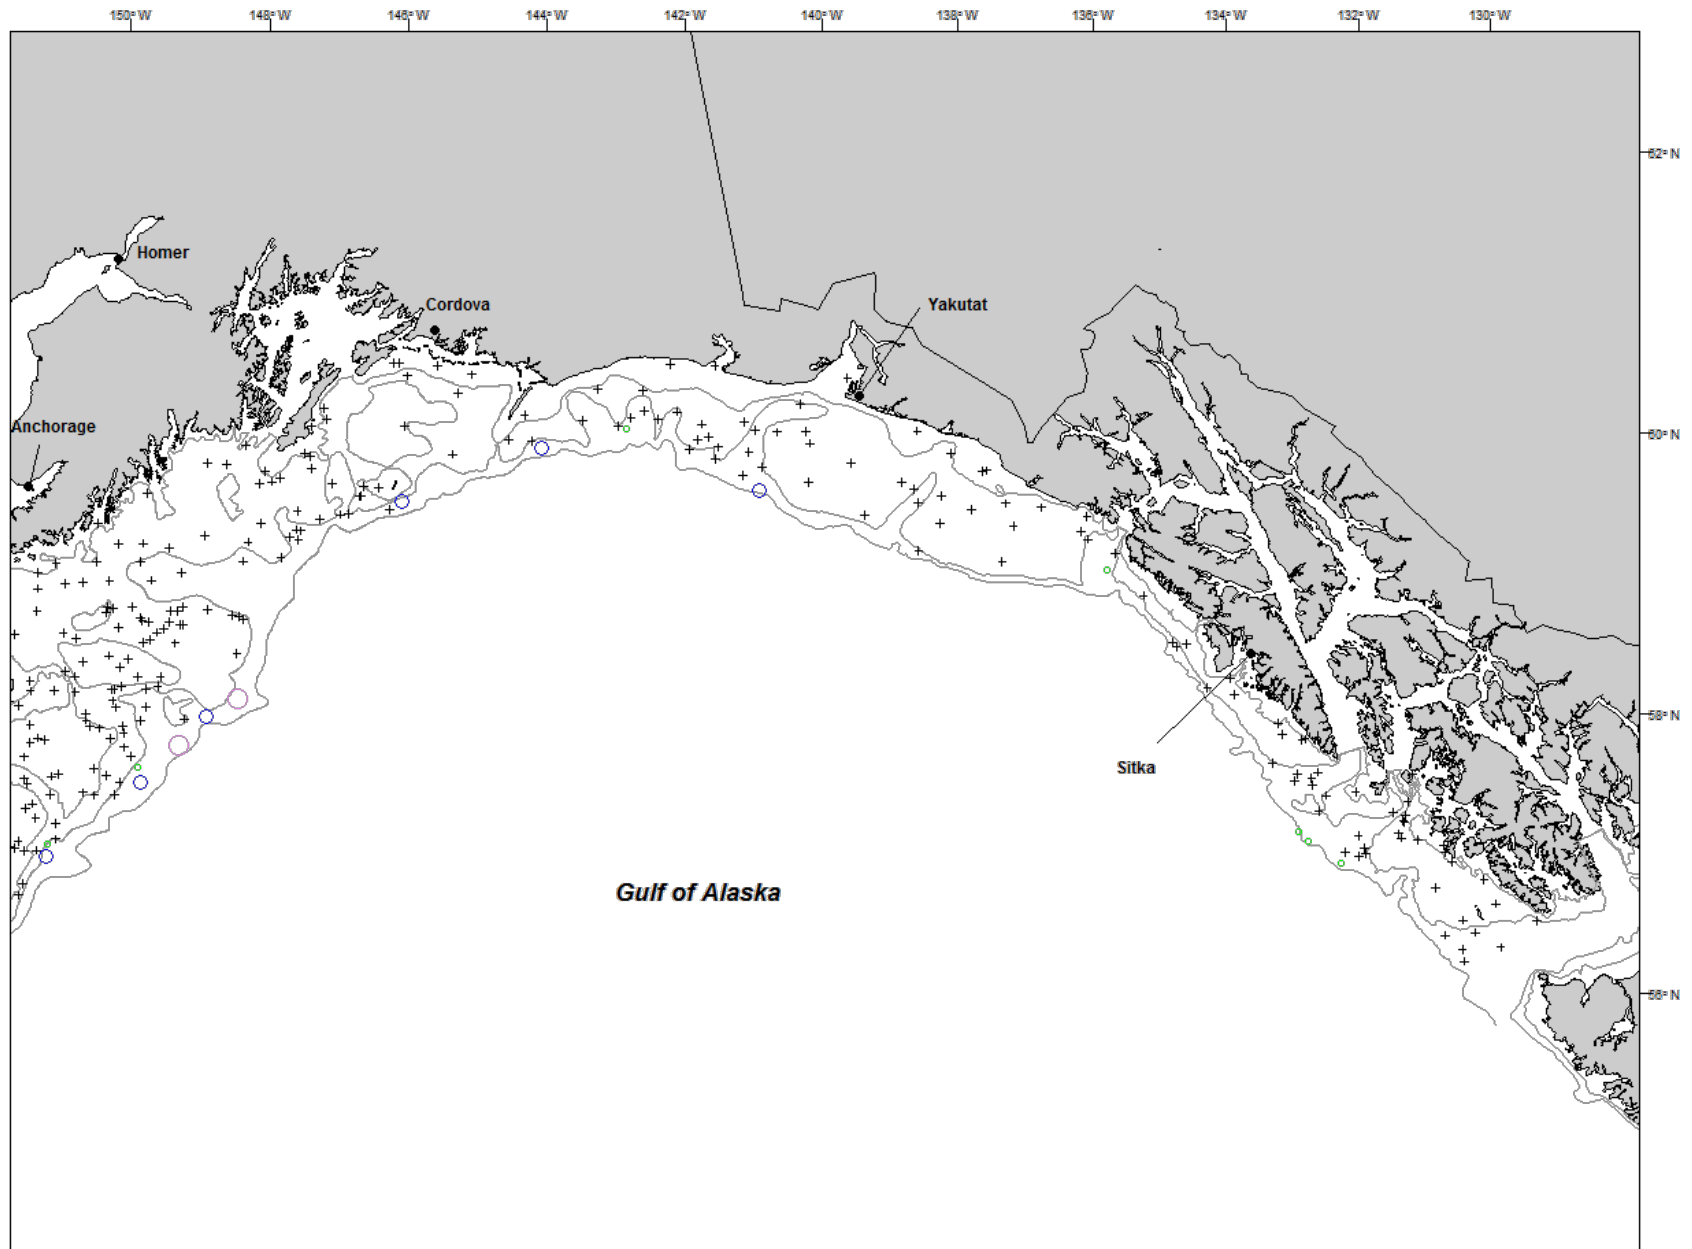 150° W 148° W 146° W 144° W 142° W 140° W 138° W 136° W 134° W 132° W 130° W
62° N
Homer
Cordova
Yakutat
Anchorage
60° N
58° N
Sitka
Gulf of Alaska
56° N